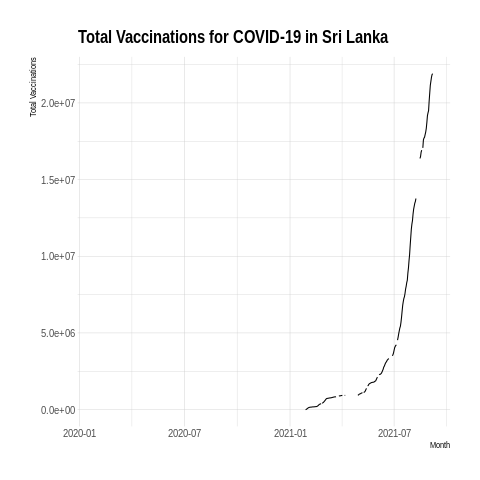 Total Vaccinations for COVID-19 in Sri Lanka
Total Vaccinations
2.0e+07
1.5e+07
1.0e+07
5.0e+06
0.0e+00
2020-01 2020-07 2021-01 2021-07
Month